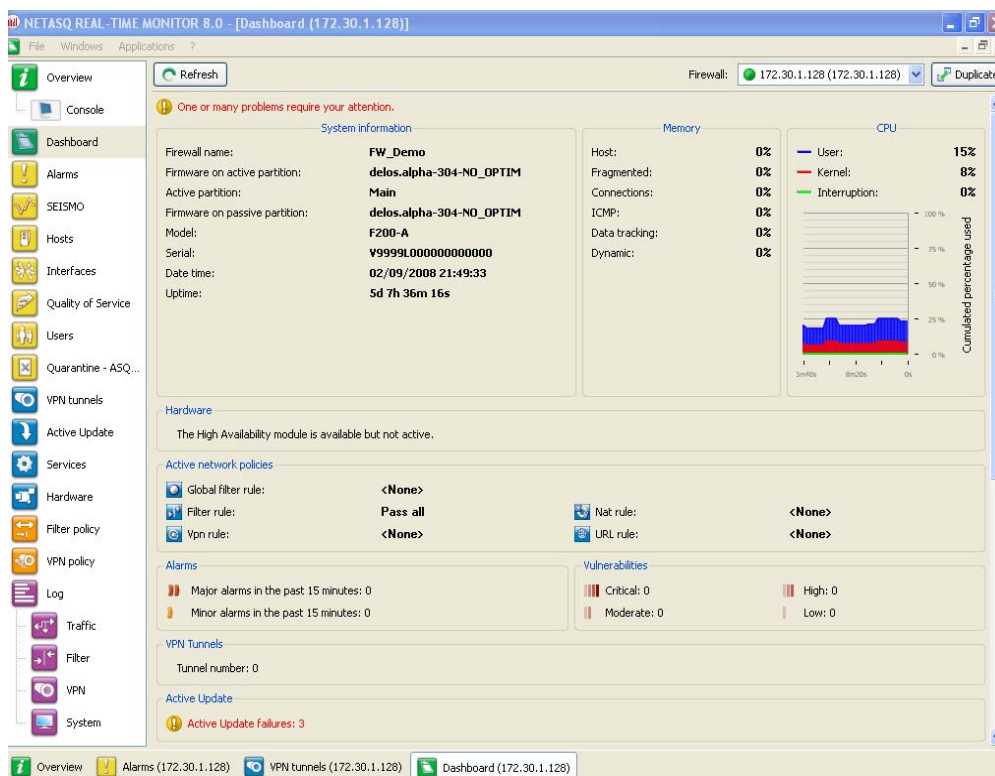 NETASQ REAL-TIME MONITOR 8.0 - [Dashboard (172.30.1.128)]
File Windows Applications ?
Overview
Console
Dashboard
Alarms
SEISMO
Hosts
Interfaces
Quality of Service
Users
Quarantine - ASQ...
VPN tunnels
Active Update
Services
Hardware
Filter policy
VPN policy
Log
Traffic
Filter
VPN
System
Refresh
Firewall: 172.30.1.128 (172.30.1.128) Duplicate
One or many problems require your attention.
System information
Firewall name: FW_Demo
Firmware on active partition: delos.alpha-304-NO_OPTIM
Active partition: Main
Firmware on passive partition: delos.alpha-304-NO_OPTIM
Model: F200-A
Serial: V9999L000000000000
Date time: 02/09/2008 21:49:33
Uptime: 5d 7h 36m 16s
Memory
Host: 0%
Fragmented: 0%
Connections: 0%
ICMP: 0%
Data tracking: 0%
Dynamic: 0%
CPU
User: 15%
Kernel: 8%
Interruption: 0%
100 %
75 %
50 %
25 %
0 %
Cumulated percentage used
5m40s 8m20s 0s
Hardware
The High Availability module is available but not active.
Active network policies
Global filter rule: <None>
Filter rule: Pass all Nat rule: <None>
Vpn rule: <None> URL rule: <None>
Alarms
Major alarms in the past 15 minutes: 0
Minor alarms in the past 15 minutes: 0
Vulnerabilities
Critical: 0 High: 0
Moderate: 0 Low: 0
VPN Tunnels
Tunnel number: 0
Active Update
Active Update failures: 3
Overview Alarms (172.30.1.128) VPN tunnels (172.30.1.128) Dashboard (172.30.1.128)